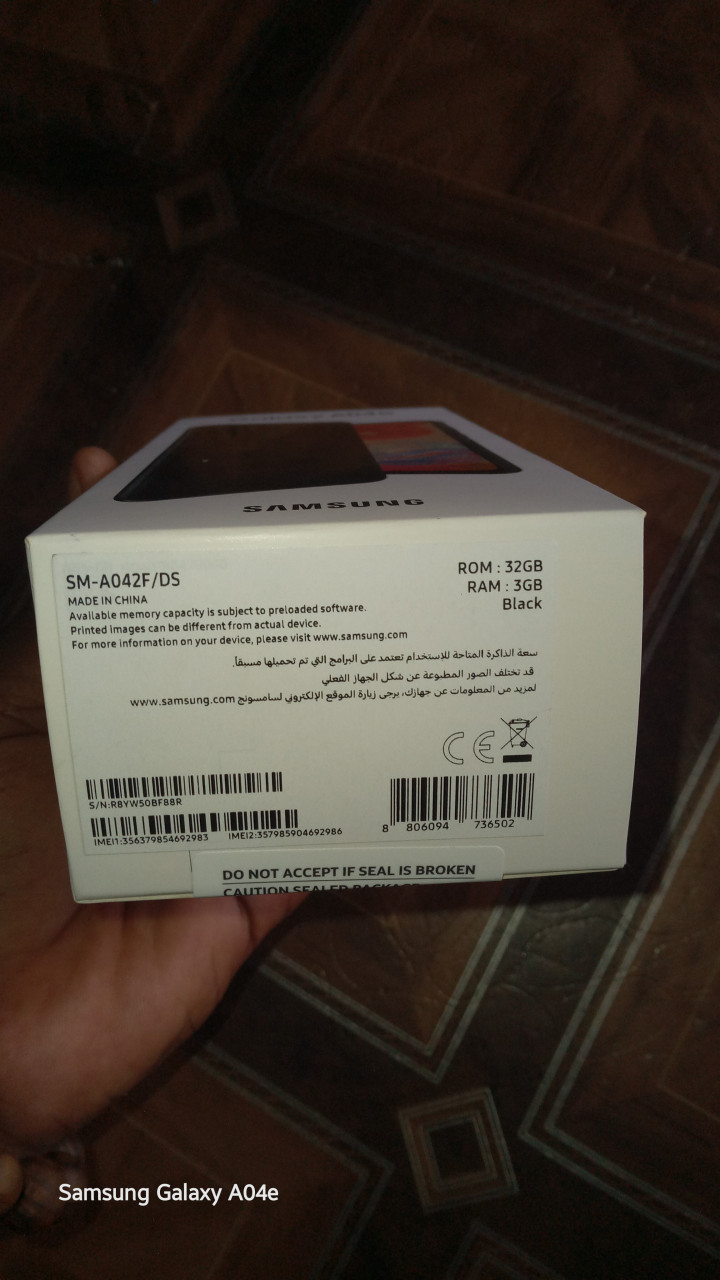 SAMSUNG
SM-A042F/DS
MADE IN CHINA
Available memory capacity is subject to preloaded software.
Printed images can be different from actual device.
For more information on your device, please visit www.samsung.com
ROM : 32GB
RAM : 3GB
Black
سعة الذاكرة المتاحة للاستخدام تعتمد على البرامج التي تم تحميلها مسبقاً.
قد تختلف الصور المطبوعة عن شكل الجهاز الفعلي
لمزيد من المعلومات عن جهازك، يرجى زيارة الموقع الإلكتروني لسامسونج www.samsung.com
CE
S/N:R8YW50BF88R
IMEI1:356379854692983 IMEI2:357985904692986
8 806094 736502
DO NOT ACCEPT IF SEAL IS BROKEN
CAUTION SEALED PACKAGE
Samsung Galaxy A04e